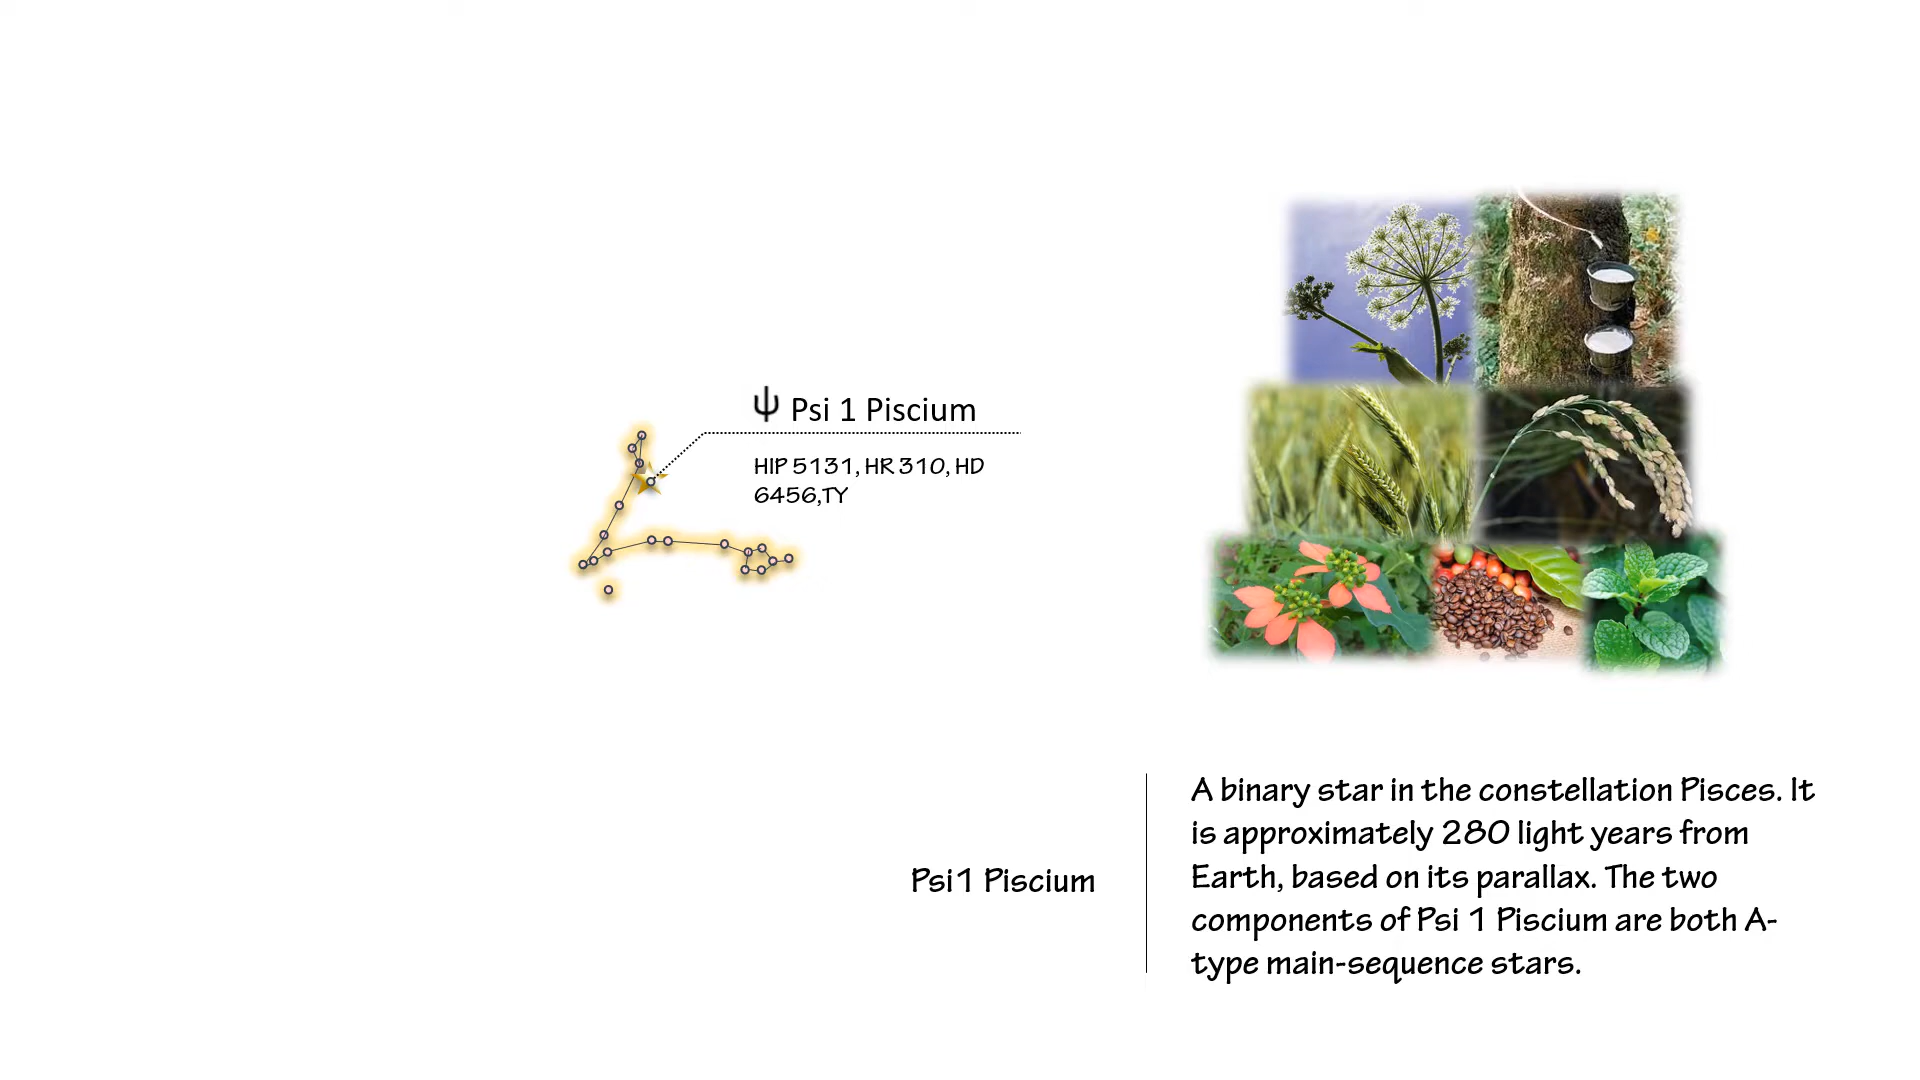 ψ Psi 1 Piscium
HIP 5131, HR 310, HD
6456,TY
Psi1 Piscium
A binary star in the constellation Pisces. It
is approximately 280 light years from
Earth, based on its parallax. The two
components of Psi 1 Piscium are both A-
type main-sequence stars.